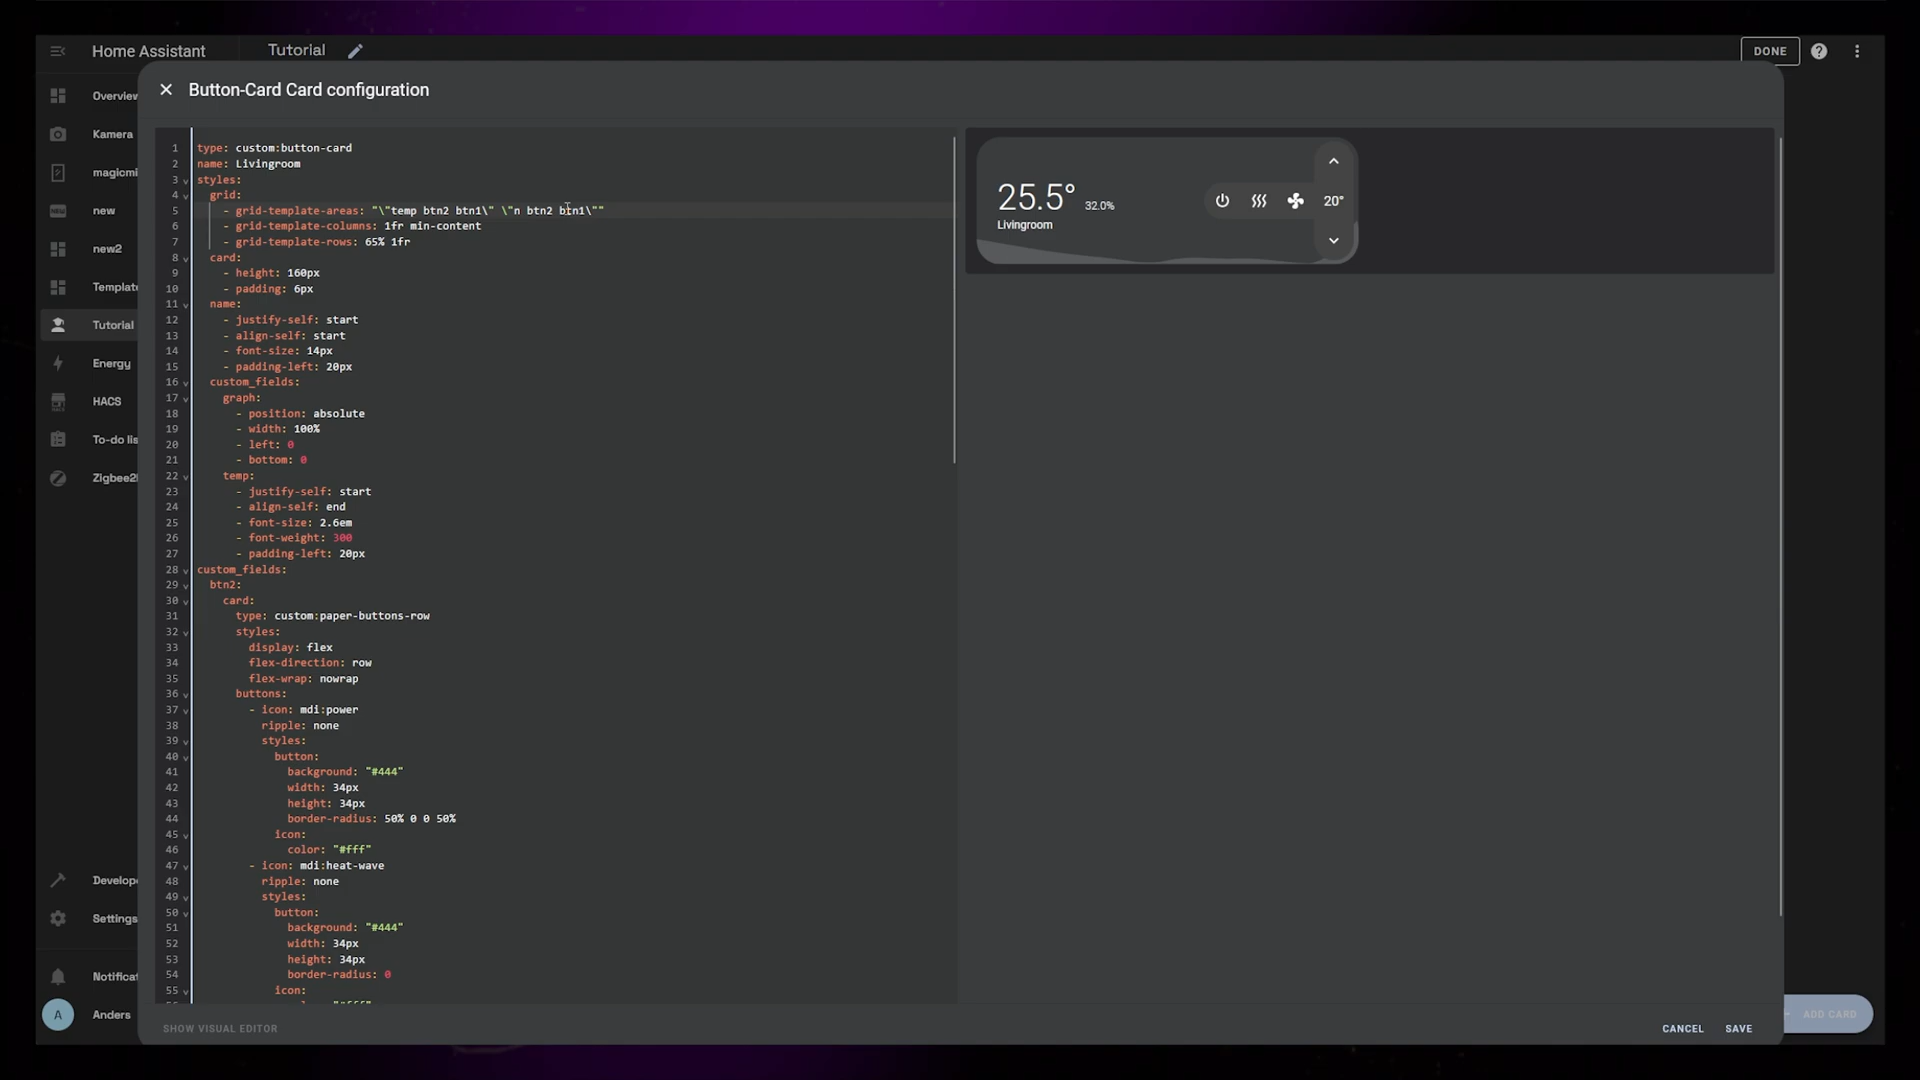 Home Assistant
Tutorial
DONE
Button-Card Card configuration
Overview
Kamera
magicmi
new
new2
Template
Tutorial
Energy
HACS
To-do lis
Zigbee2
Develope
Settings
Notificat
A
Anders
1 type: custom:button-card
2 name: Livingroom
3 styles:
4 grid:
5 - grid-template-areas: "\"temp btn2 btn1\" \"n btn2 btn1\""
6 - grid-template-columns: 1fr min-content
7 - grid-template-rows: 65% 1fr
8 card:
9 - height: 160px
10 - padding: 6px
11 name:
12 - justify-self: start
13 - align-self: start
14 - font-size: 14px
15 - padding-left: 20px
16 custom_fields:
17 graph:
18 - position: absolute
19 - width: 100%
20 - left: 0
21 - bottom: 0
22 temp:
23 - justify-self: start
24 - align-self: end
25 - font-size: 2.6em
26 - font-weight: 300
27 - padding-left: 20px
28 custom_fields:
29 btn2:
30 card:
31 type: custom:paper-buttons-row
32 styles:
33 display: flex
34 flex-direction: row
35 flex-wrap: nowrap
36 buttons:
37 - icon: mdi:power
38 ripple: none
39 styles:
40 button:
41 background: "#444"
42 width: 34px
43 height: 34px
44 border-radius: 50% 0 0 50%
45 icon:
46 color: "#fff"
47 - icon: mdi:heat-wave
48 ripple: none
49 styles:
50 button:
51 background: "#444"
52 width: 34px
53 height: 34px
54 border-radius: 0
55 icon:
25.5° 32.0%
Livingroom
20°
SHOW VISUAL EDITOR
CANCEL
SAVE
ADD CARD